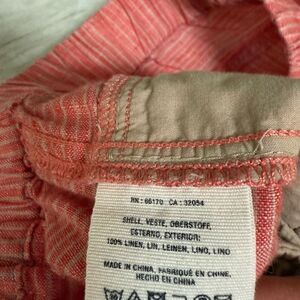 RN : 66170 CA : 32054
SHELL, VESTE, OBERSTOFF,
ESTERNO, EXTERIOR:
100% LINEN, LIN, LEINEN, LINO, LINO
MADE IN CHINA, FABRIQUÉ EN CHINE,
HECHO EN CHINA